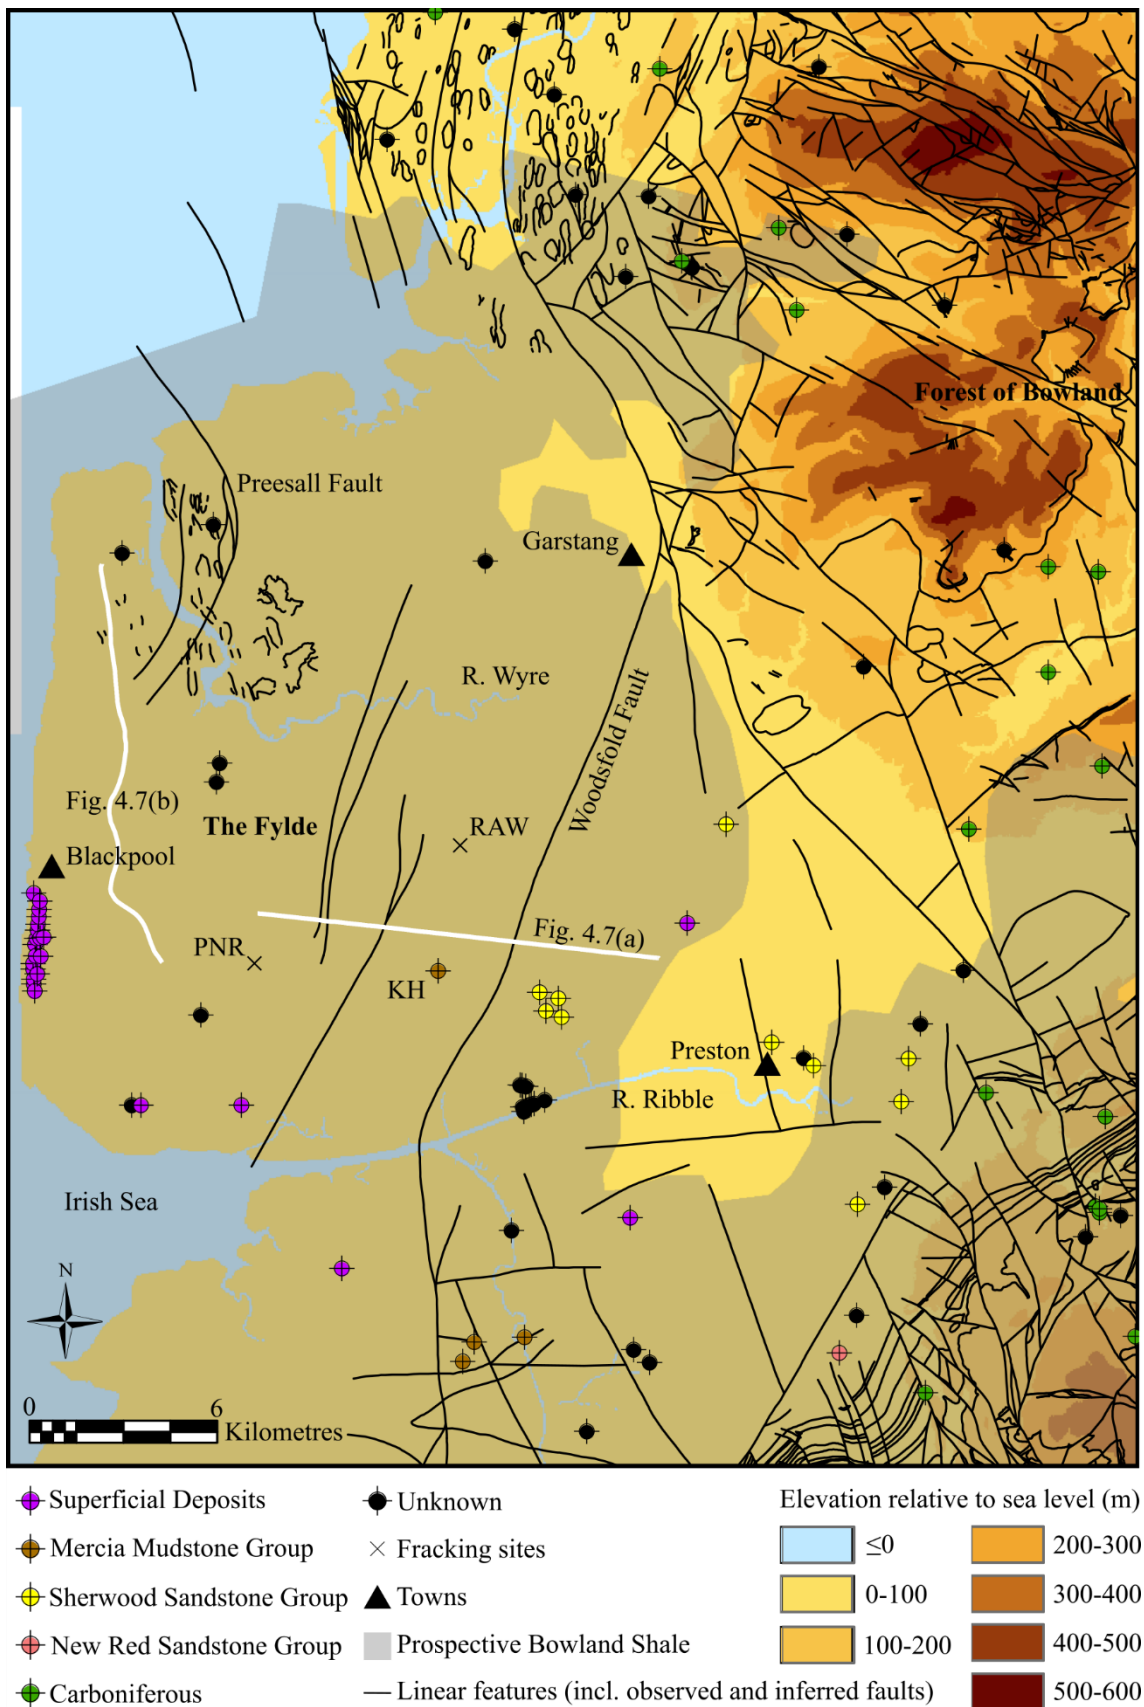 Forest of Bowland
Preesall Fault
Garstang
R. Wyre
Woodsfold Fault
Fig. 4.7(b)
The Fylde
RAW
Blackpool
Fig. 4.7(a)
PNR
KH
Preston
R. Ribble
Irish Sea
N
0 6
Kilometres
Superficial Deposits
Mercia Mudstone Group
Sherwood Sandstone Group
New Red Sandstone Group
Carboniferous
Unknown
Fracking sites
Towns
Prospective Bowland Shale
Linear features (incl. observed and inferred faults)
Elevation relative to sea level (m)
≤0
0-100
100-200
200-300
300-400
400-500
500-600